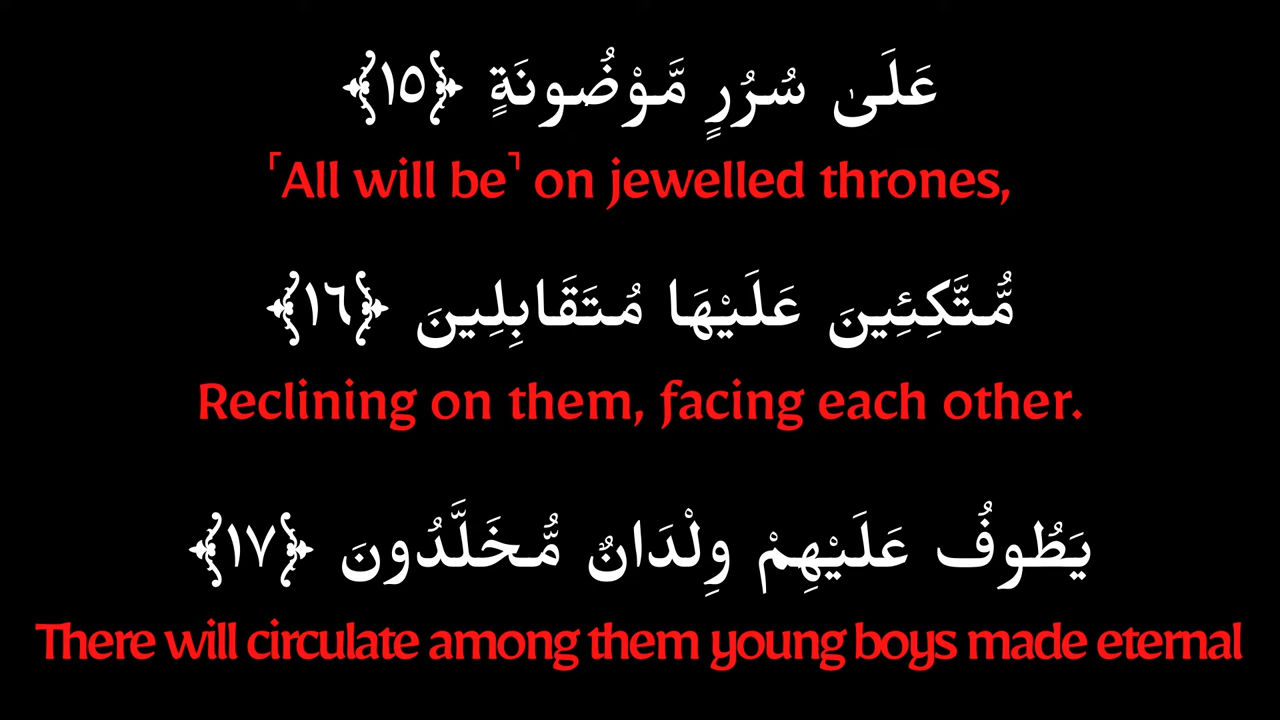 عَلَىٰ سُرُرٍ مَّوْضُونَةٍ ﴿١٥﴾
⸢All will be⸣ on jewelled thrones,
مُّتَّكِئِينَ عَلَيْهَا مُتَقَابِلِينَ ﴿١٦﴾
Reclining on them, facing each other.
يَطُوفُ عَلَيْهِمْ وِلْدَانٌ مُّخَلَّدُونَ ﴿١٧﴾
There will circulate among them young boys made eternal